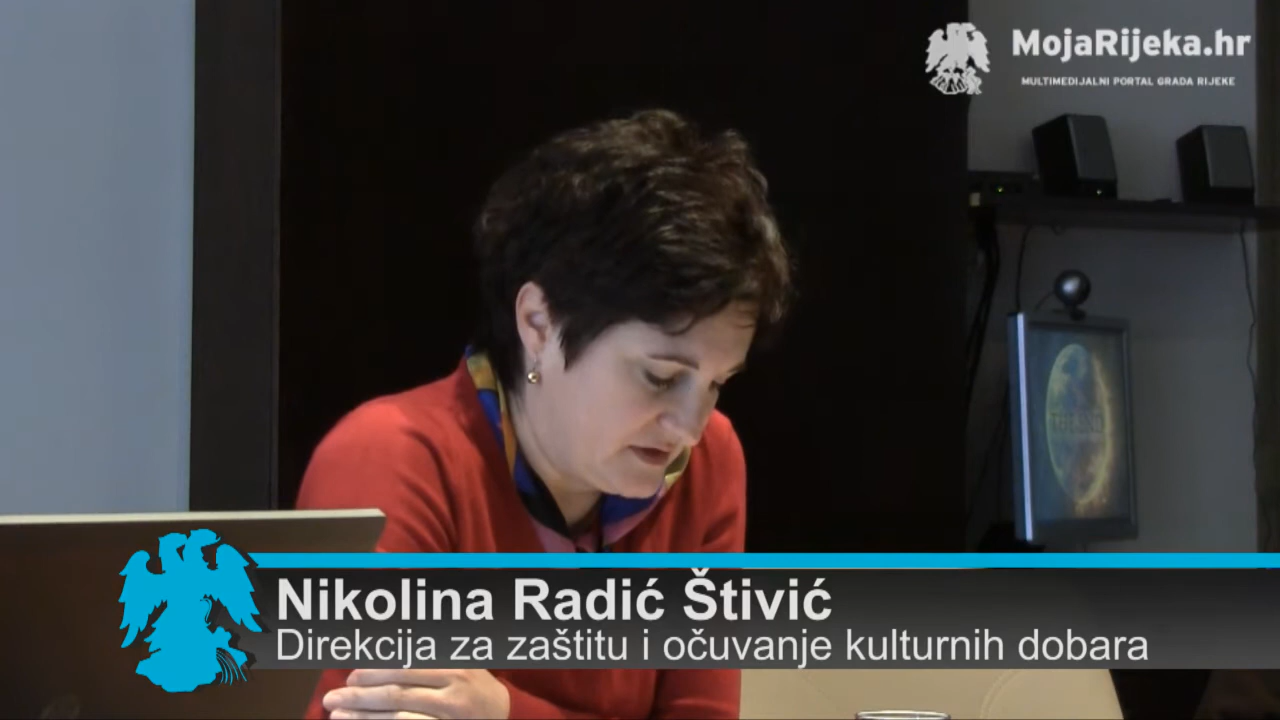 MojaRijeka.hr
MULTIMEDIJALNI PORTAL GRADA RIJEKE
Nikolina Radić Štivić
Direkcija za zaštitu i očuvanje kulturnih dobara